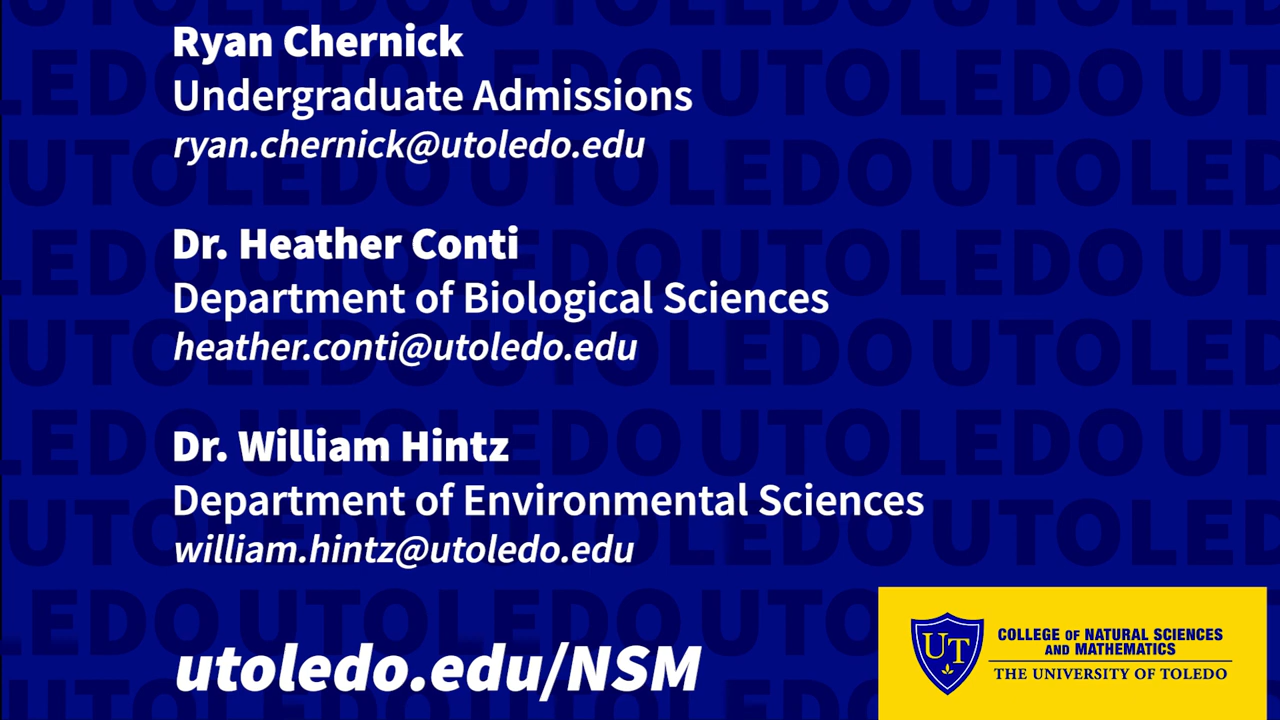 Ryan Chernick
Undergraduate Admissions
ryan.chernick@utoledo.edu
Dr. Heather Conti
Department of Biological Sciences
heather.conti@utoledo.edu
Dr. William Hintz
Department of Environmental Sciences
william.hintz@utoledo.edu
utoledo.edu/NSM
UT
COLLEGE OF NATURAL SCIENCES
AND MATHEMATICS
THE UNIVERSITY OF TOLEDO